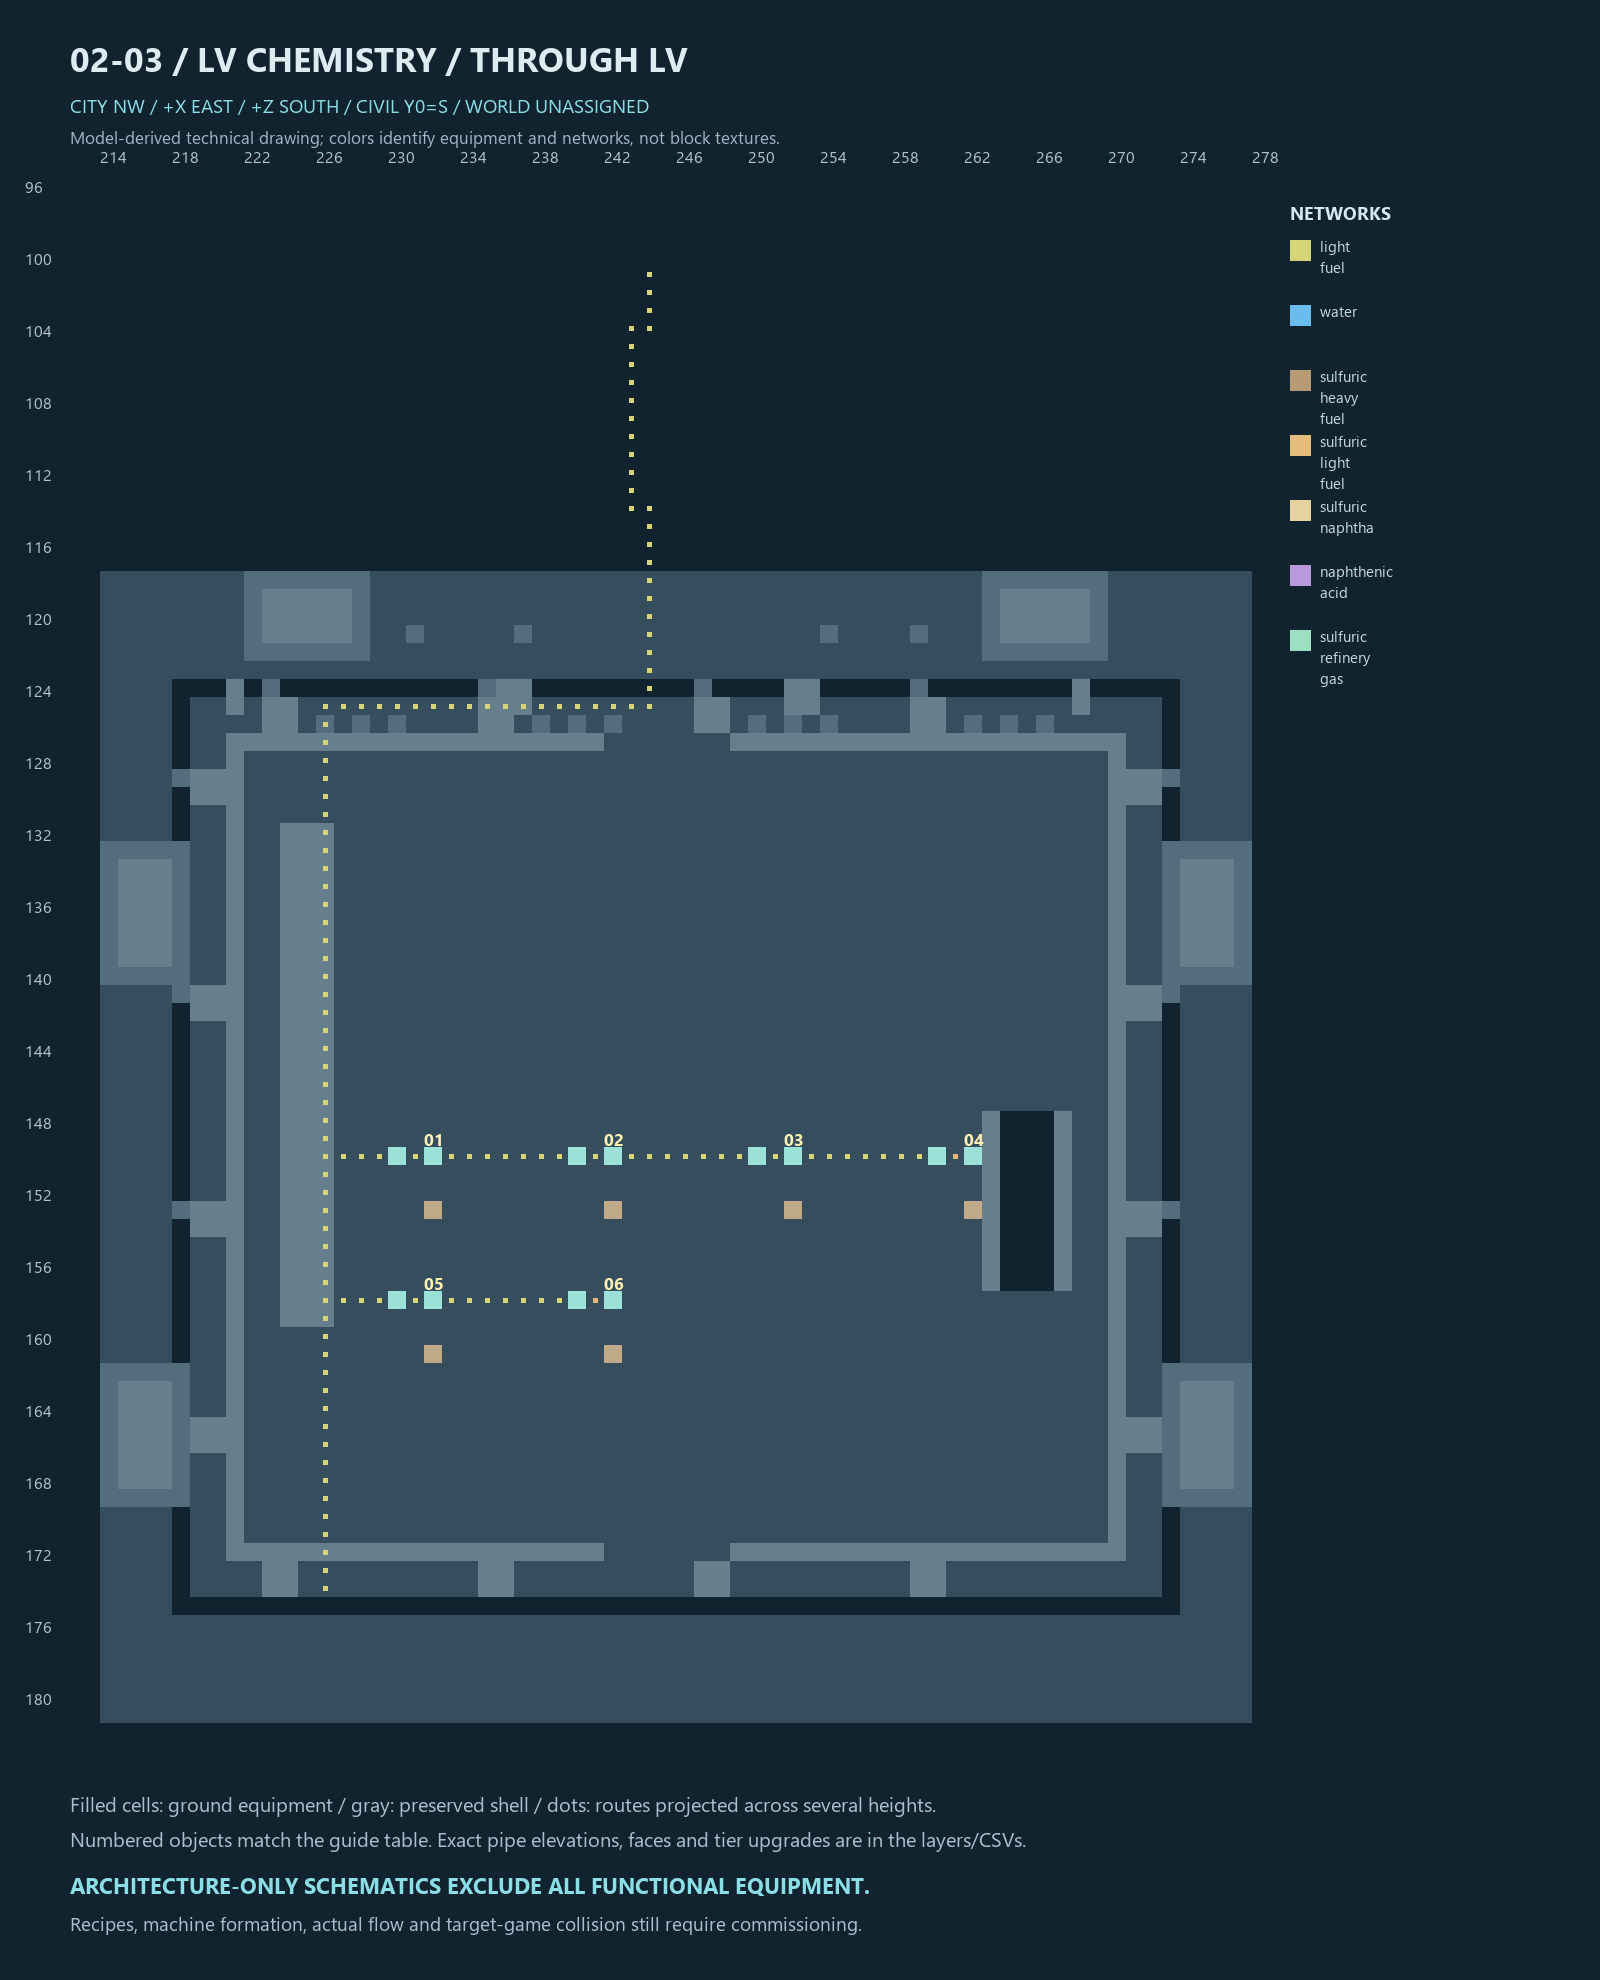 02-03 / LV CHEMISTRY / THROUGH LV
CITY NW / +X EAST / +Z SOUTH / CIVIL Y0=S / WORLD UNASSIGNED
Model-derived technical drawing; colors identify equipment and networks, not block textures.
214 218 222 226 230 234 238 242 246 250 254 258 262 266 270 274 278
96
NETWORKS
light
fuel
100
water
104
sulfuric
heavy
fuel
108
sulfuric
light
fuel
112
sulfuric
naphtha
116
naphthenic
acid
120
sulfuric
refinery
gas
124
128
132
136
140
144
148
01 02 03 04
152
156
05 06
160
164
168
172
176
180
Filled cells: ground equipment / gray: preserved shell / dots: routes projected across several heights.
Numbered objects match the guide table. Exact pipe elevations, faces and tier upgrades are in the layers/CSVs.
ARCHITECTURE-ONLY SCHEMATICS EXCLUDE ALL FUNCTIONAL EQUIPMENT.
Recipes, machine formation, actual flow and target-game collision still require commissioning.